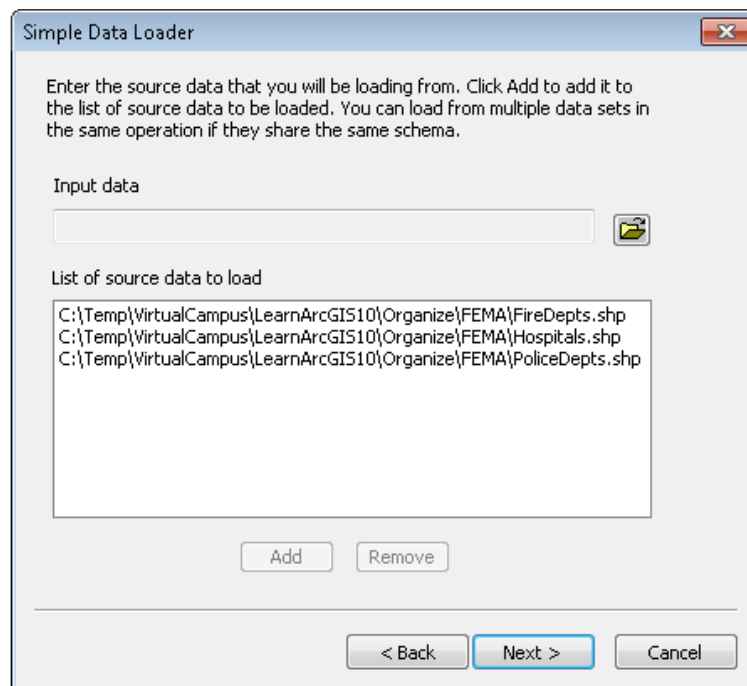 Simple Data Loader
Enter the source data that you will be loading from. Click Add to add it to
the list of source data to be loaded. You can load from multiple data sets in
the same operation if they share the same schema.
Input data
List of source data to load
C:\Temp\VirtualCampus\LearnArcGIS10\Organize\FEMA\FireDepts.shp
C:\Temp\VirtualCampus\LearnArcGIS10\Organize\FEMA\Hospitals.shp
C:\Temp\VirtualCampus\LearnArcGIS10\Organize\FEMA\PoliceDepts.shp
Add Remove
< Back Next > Cancel